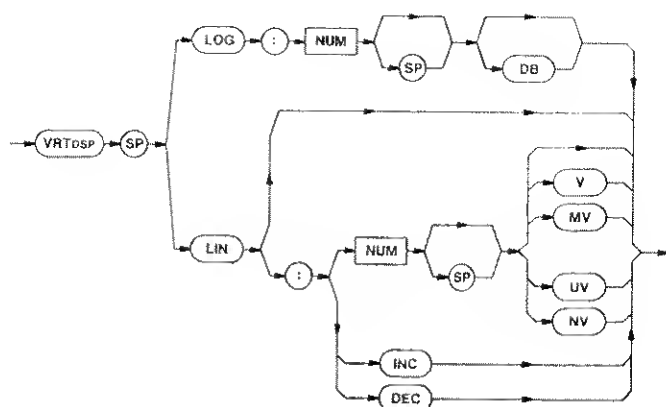 LOG : NUM SP DB
VRTDSP SP
LIN : NUM SP V
MV
UV
NV
INC
DEC